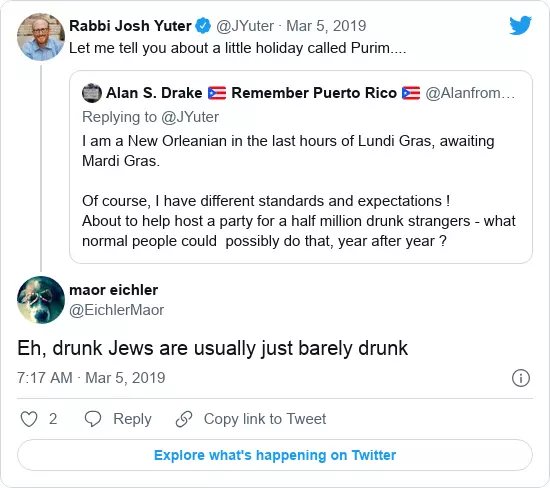 Rabbi Josh Yuter @JYuter · Mar 5, 2019
Let me tell you about a little holiday called Purim....
Alan S. Drake 🇵🇷 Remember Puerto Rico 🇵🇷 @Alanfrom...
Replying to @JYuter
I am a New Orleanian in the last hours of Lundi Gras, awaiting
Mardi Gras.
Of course, I have different standards and expectations !
About to help host a party for a half million drunk strangers - what
normal people could possibly do that, year after year ?
maor eichler
@EichlerMaor
Eh, drunk Jews are usually just barely drunk
7:17 AM · Mar 5, 2019
2 Reply Copy link to Tweet
Explore what's happening on Twitter